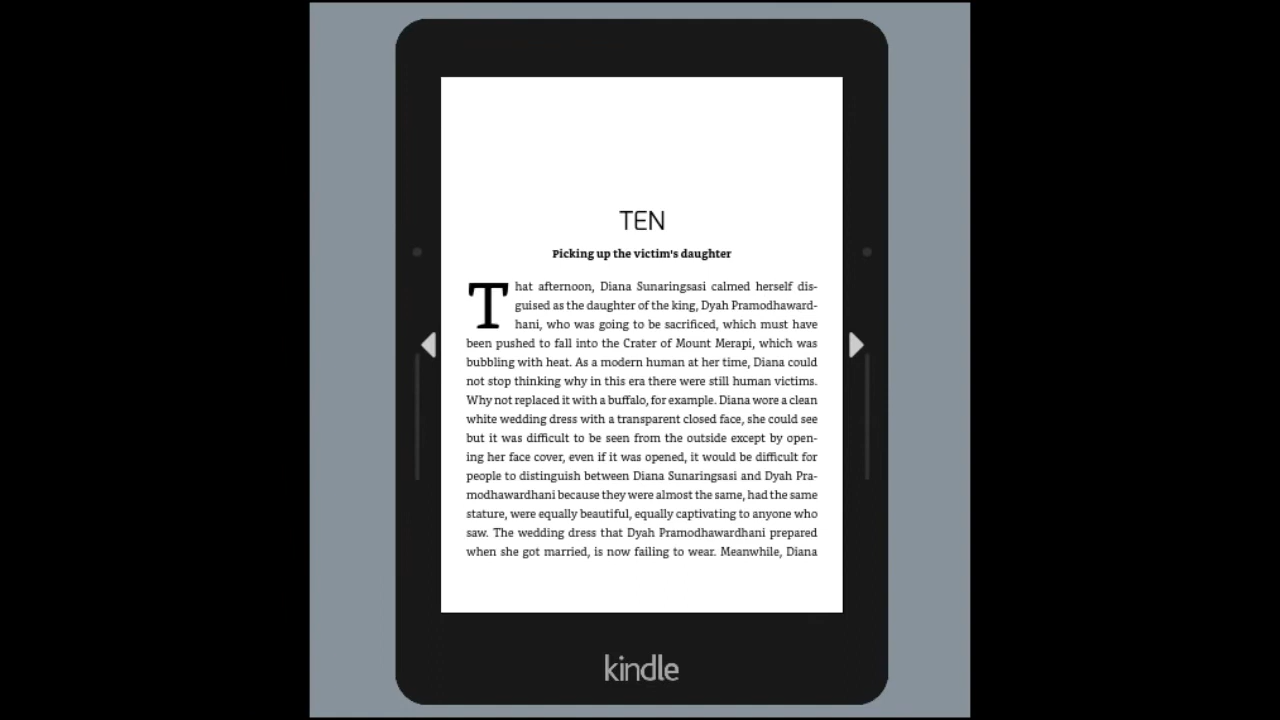 TEN
Picking up the victim's daughter
That afternoon, Diana Sunaringsasi calmed herself dis-
guised as the daughter of the king, Dyah Pramodhaward-
hani, who was going to be sacrificed, which must have
been pushed to fall into the Crater of Mount Merapi, which was
bubbling with heat. As a modern human at her time, Diana could
not stop thinking why in this era there were still human victims.
Why not replaced it with a buffalo, for example. Diana wore a clean
white wedding dress with a transparent closed face, she could see
but it was difficult to be seen from the outside except by open-
ing her face cover, even if it was opened, it would be difficult for
people to distinguish between Diana Sunaringsasi and Dyah Pra-
modhawardhani because they were almost the same, had the same
stature, were equally beautiful, equally captivating to anyone who
saw. The wedding dress that Dyah Pramodhawardhani prepared
when she got married, is now failing to wear. Meanwhile, Diana
kindle